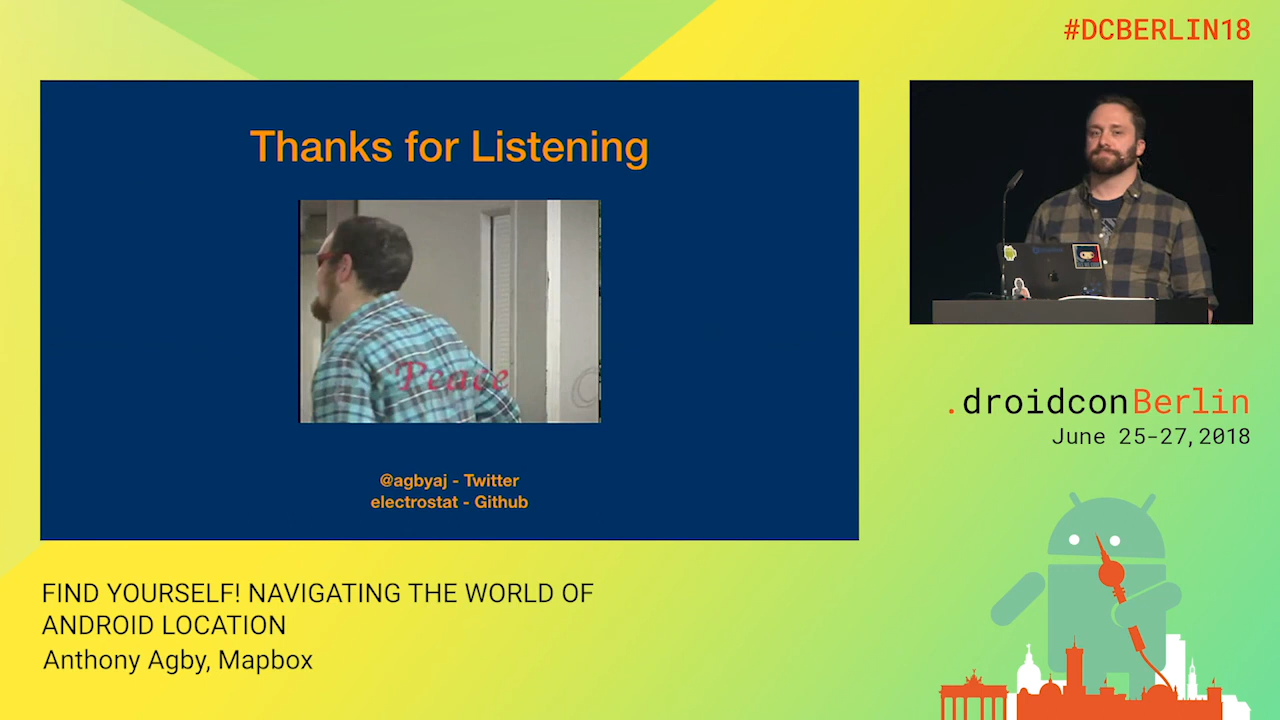 #DCBERLIN18
Thanks for Listening
Peace
@agbyaj - Twitter
electrostat - Github
.droidconBerlin
June 25-27, 2018
FIND YOURSELF! NAVIGATING THE WORLD OF
ANDROID LOCATION
Anthony Agby, Mapbox